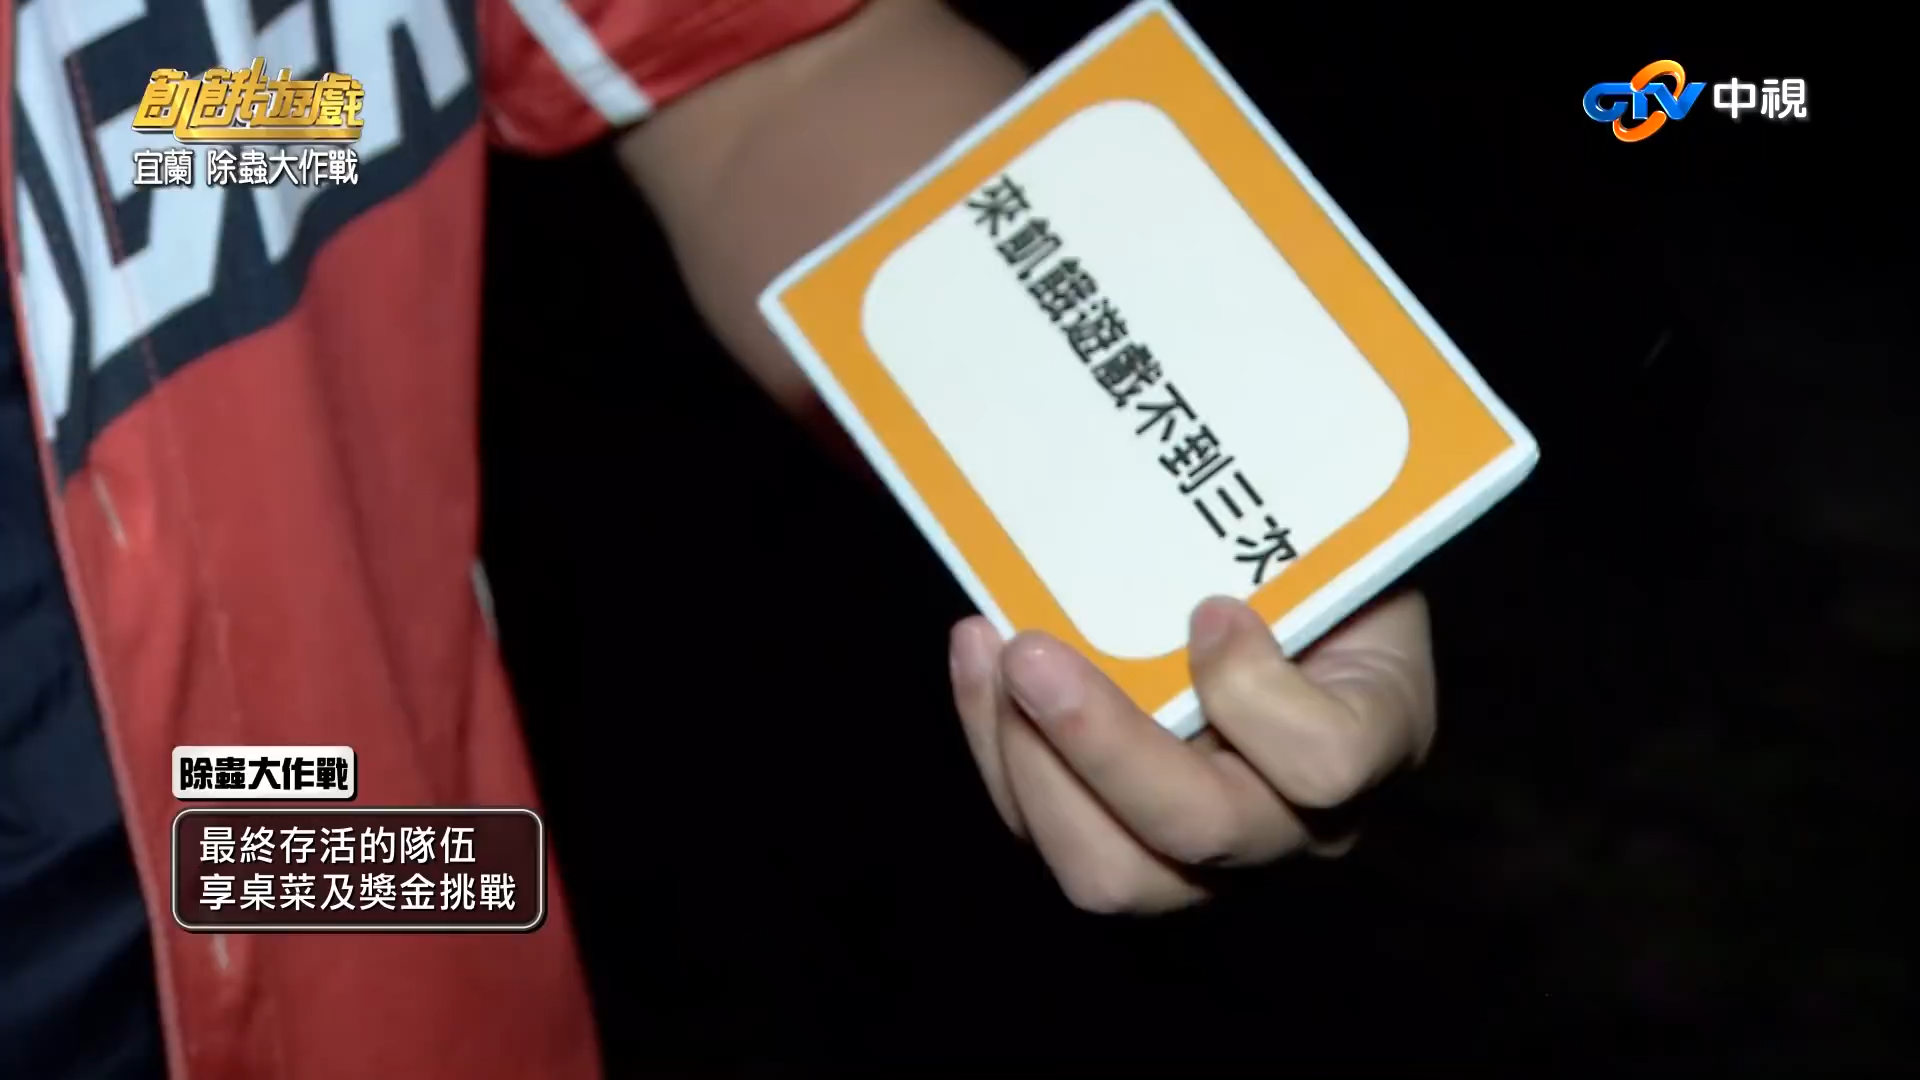 飢餓遊戲
宜蘭 除蟲大作戰
CTV 中視
來飢餓遊戲不到三次
除蟲大作戰
最終存活的隊伍
享桌菜及獎金挑戰